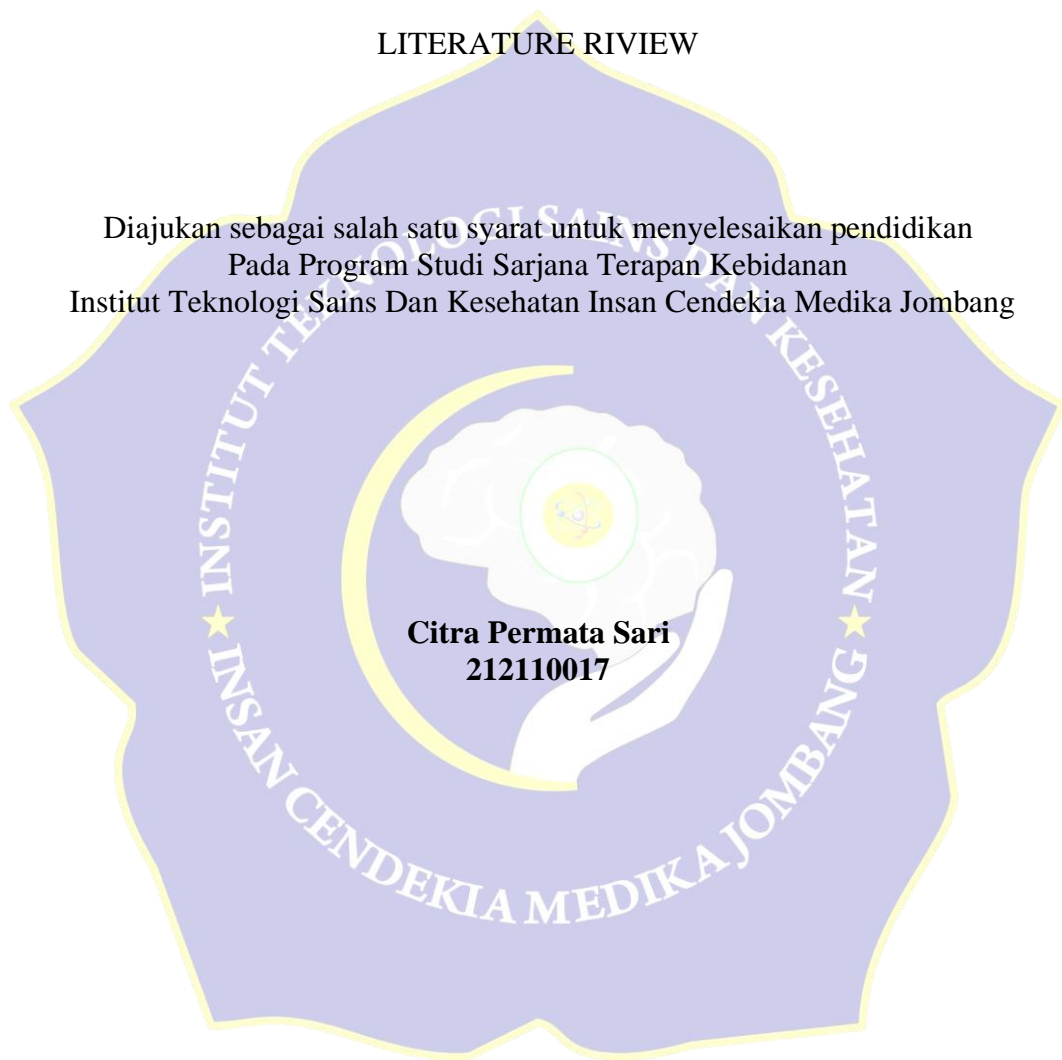 LITERATURE RIVIEW
Diajukan sebagai salah satu syarat untuk menyelesaikan pendidikan
Pada Program Studi Sarjana Terapan Kebidanan
Institut Teknologi Sains Dan Kesehatan Insan Cendekia Medika Jombang
INSTITUT TEKNOLOGI SAINS DAN KESEHATAN
Citra Permata Sari
212110017
INSAN CENDEKIA MEDIKA JOMBANG